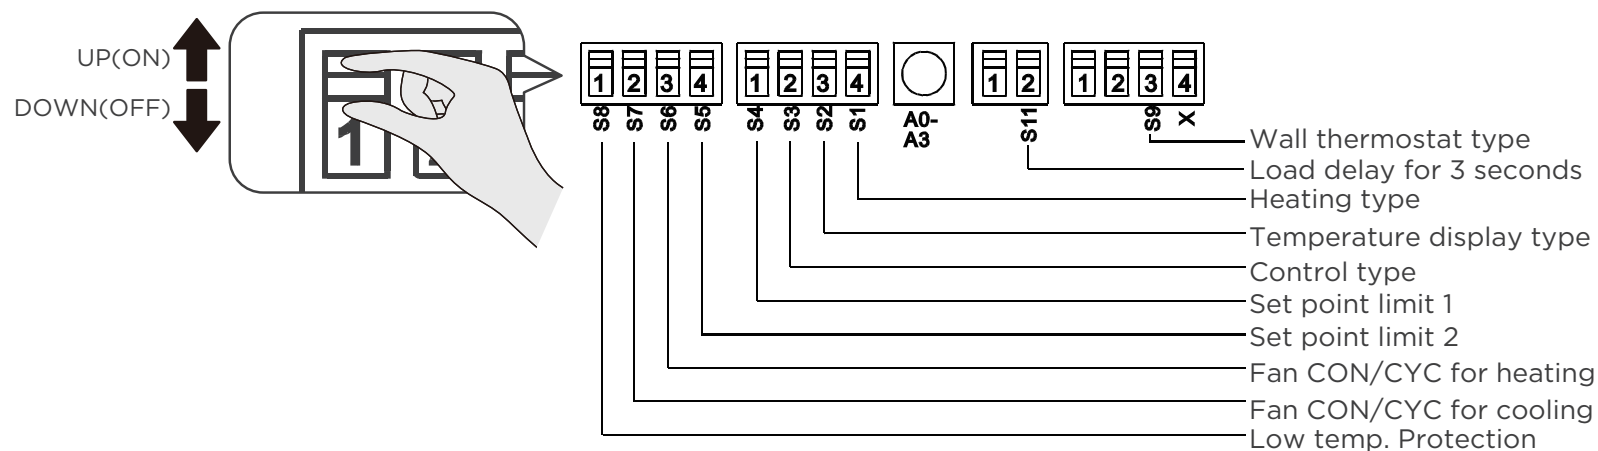 UP(ON)
DOWN(OFF)
1
2
1 2 3 4 1 2 3 4 1 2 1 2 3 4
S8 S7 S6 S5 S4 S3 S2 S1 A0- S11 S9 X
A3
Wall thermostat type
Load delay for 3 seconds
Heating type
Temperature display type
Control type
Set point limit 1
Set point limit 2
Fan CON/CYC for heating
Fan CON/CYC for cooling
Low temp. Protection